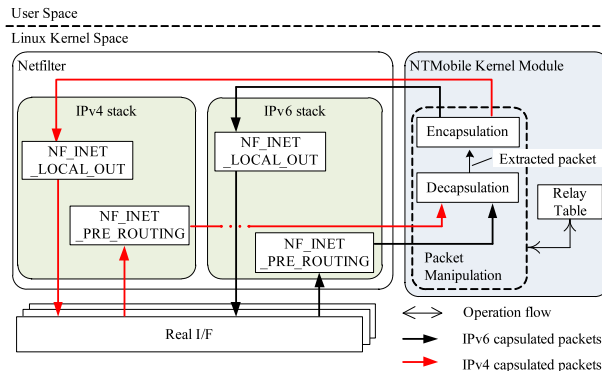 User Space
Linux Kernel Space
Netfilter
NTMobile Kernel Module
IPv4 stack
IPv6 stack
NF_INET
_LOCAL_OUT
NF_INET
_LOCAL_OUT
Encapsulation
Extracted packet
Decapsulation
Relay
Table
NF_INET
_PRE_ROUTING
NF_INET
_PRE_ROUTING
Packet
Manipulation
Real I/F
Operation flow
IPv6 capsulated packets
IPv4 capsulated packets